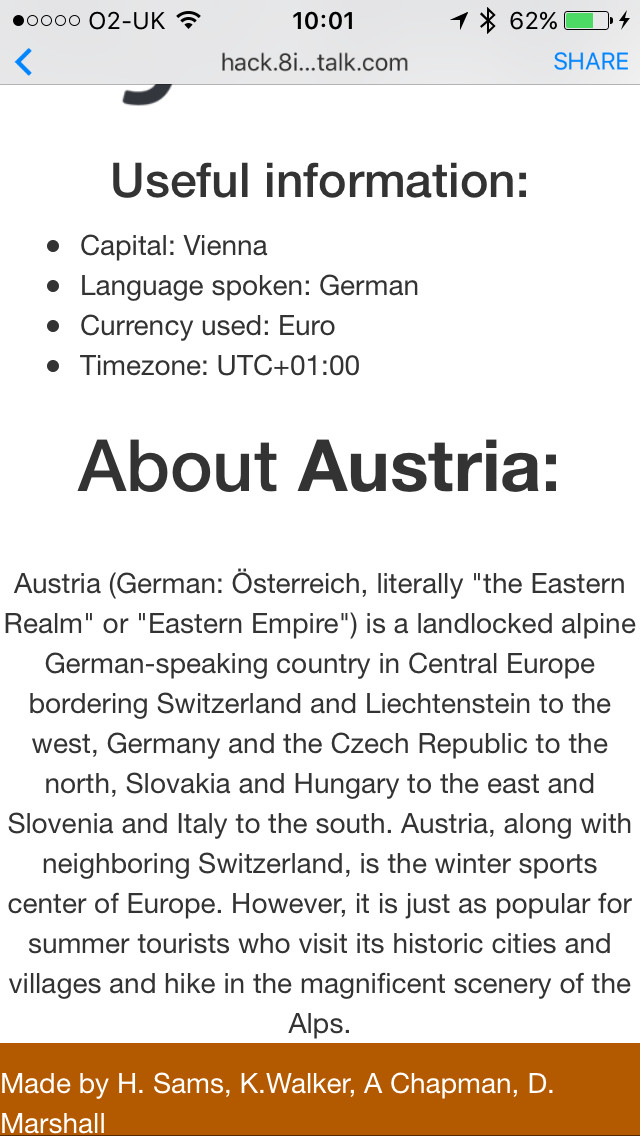 O2-UK 10:01 62%
hack.8i...talk.com SHARE
Useful information:
Capital: Vienna
Language spoken: German
Currency used: Euro
Timezone: UTC+01:00
About Austria:
Austria (German: Österreich, literally "the Eastern
Realm" or "Eastern Empire") is a landlocked alpine
German-speaking country in Central Europe
bordering Switzerland and Liechtenstein to the
west, Germany and the Czech Republic to the
north, Slovakia and Hungary to the east and
Slovenia and Italy to the south. Austria, along with
neighboring Switzerland, is the winter sports
center of Europe. However, it is just as popular for
summer tourists who visit its historic cities and
villages and hike in the magnificent scenery of the
Alps.
Made by H. Sams, K.Walker, A Chapman, D.
Marshall